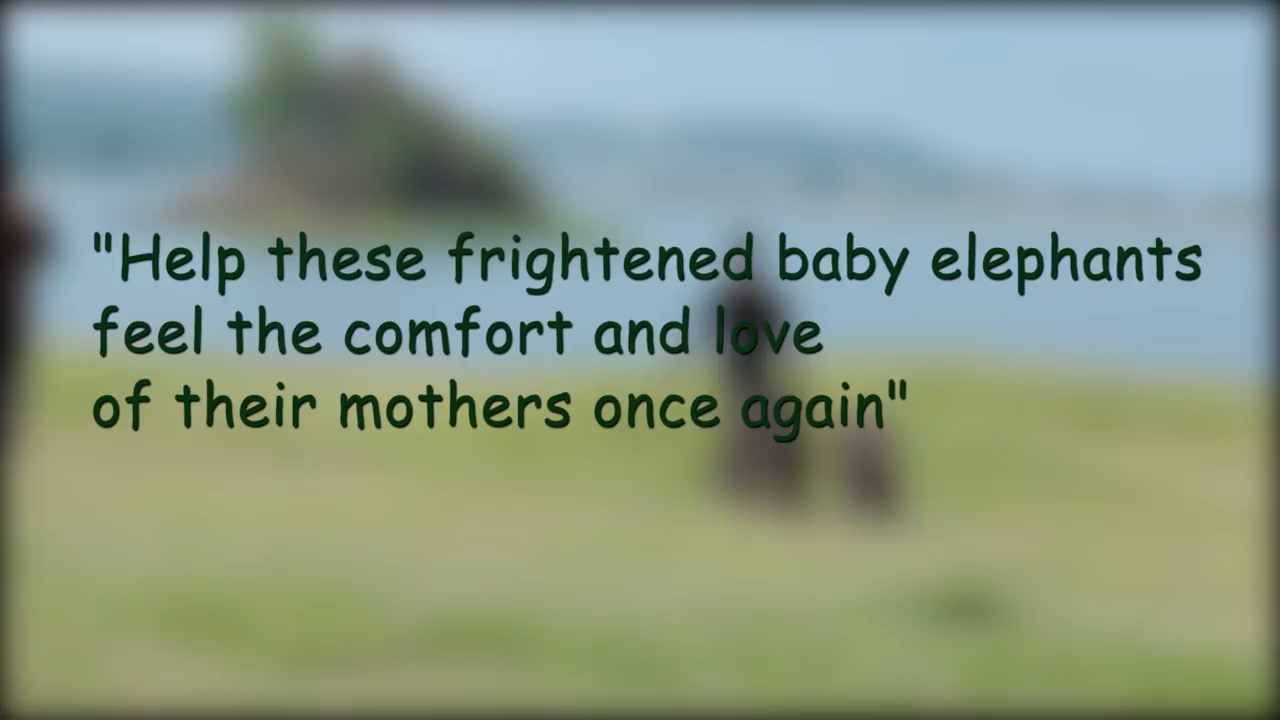 "Help these frightened baby elephants
feel the comfort and love
of their mothers once again"